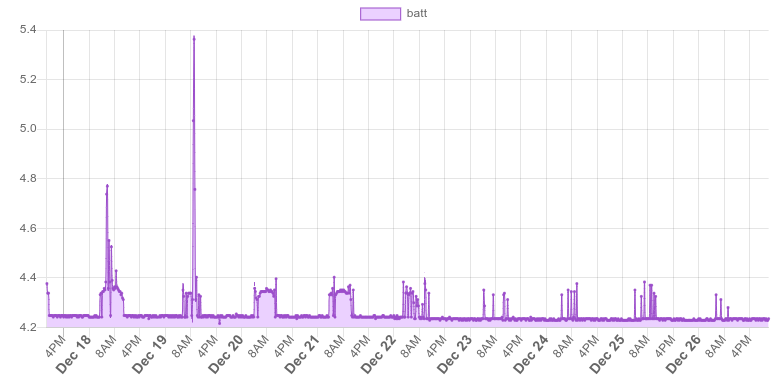 batt
5.4
5.2
5.0
4.8
4.6
4.4
4.2
4PM
Dec 18
8AM
4PM
Dec 19
8AM
4PM
Dec 20
8AM
4PM
Dec 21
8AM
4PM
Dec 22
8AM
4PM
Dec 23
8AM
4PM
Dec 24
8AM
4PM
Dec 25
8AM
4PM
Dec 26
8AM
4PM